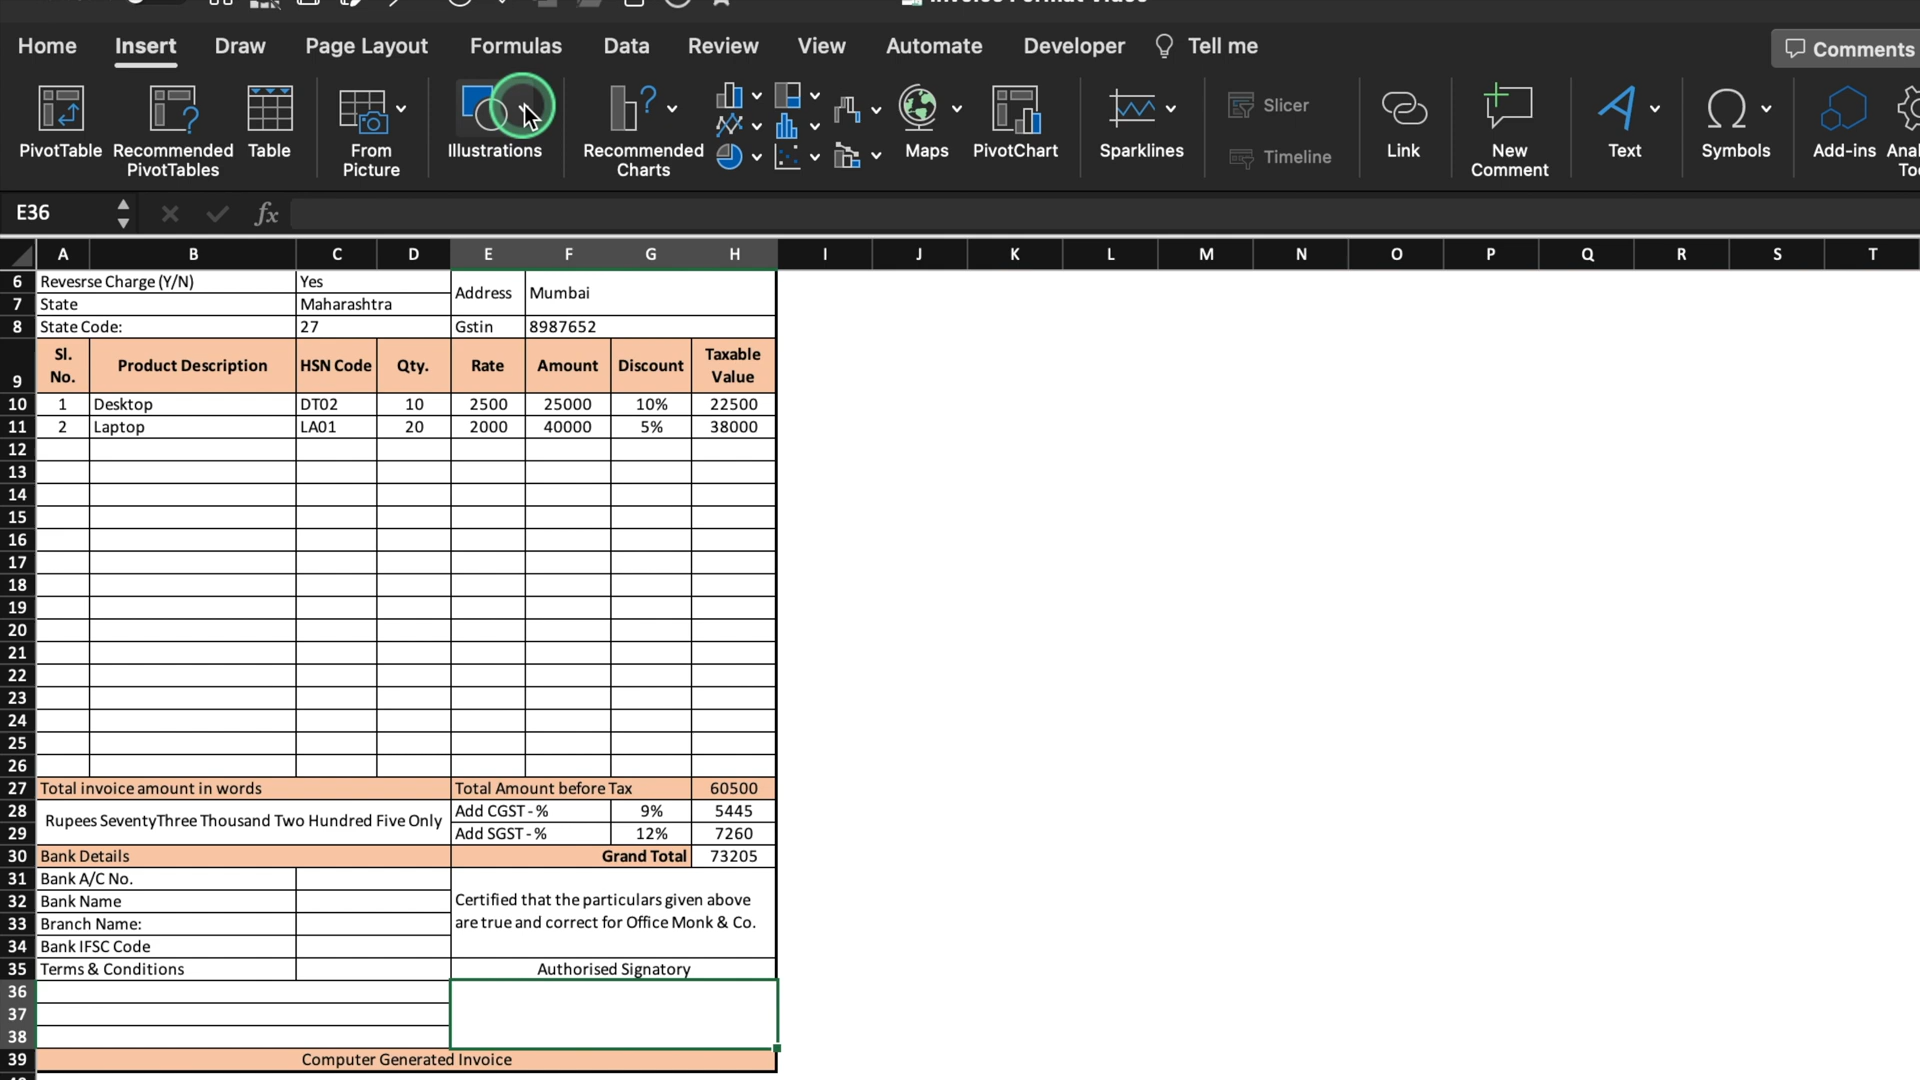 Invoice Format Video
Home Insert Draw Page Layout Formulas Data Review View Automate Developer Tell me Comments
PivotTable Recommended PivotTables Table From Picture Illustrations Recommended Charts Maps PivotChart Sparklines Slicer Timeline Link New Comment Text Symbols Add-ins
E36 fx
A B C D E F G H I J K L M N O P Q R S T
6 Revesrse Charge (Y/N) Yes Address Mumbai
7 State Maharashtra
8 State Code: 27 Gstin 8987652
9 Sl. No. Product Description HSN Code Qty. Rate Amount Discount Taxable Value
10 1 Desktop DT02 10 2500 25000 10% 22500
11 2 Laptop LA01 20 2000 40000 5% 38000
12
13
14
15
16
17
18
19
20
21
22
23
24
25
26
27 Total invoice amount in words Total Amount before Tax 60500
28 Rupees SeventyThree Thousand Two Hundred Five Only Add CGST - % 9% 5445
29 Add SGST - % 12% 7260
30 Bank Details Grand Total 73205
31 Bank A/C No.
32 Bank Name Certified that the particulars given above
33 Branch Name: are true and correct for Office Monk & Co.
34 Bank IFSC Code
35 Terms & Conditions Authorised Signatory
36
37
38
39 Computer Generated Invoice